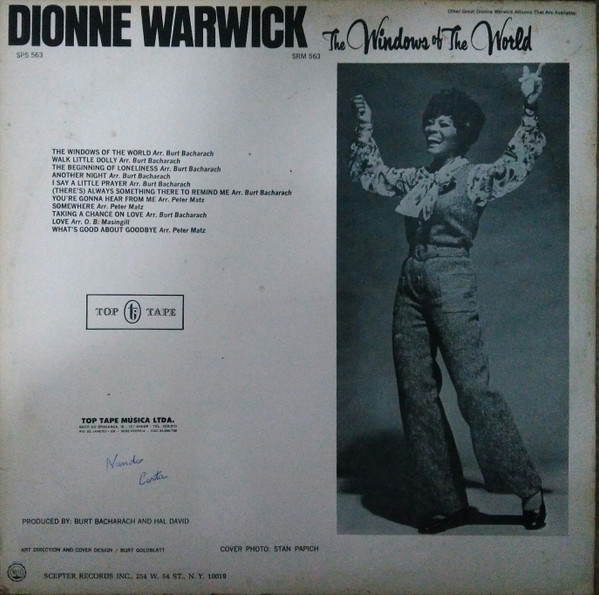 Other Great Dionne Warwick Albums That Are Available:
DIONNE WARWICK
The Windows of The World
SPS 563
SRM 563
THE WINDOWS OF THE WORLD Arr. Burt Bacharach
WALK LITTLE DOLLY Arr. Burt Bacharach
THE BEGINNING OF LONELINESS Arr. Burt Bacharach
ANOTHER NIGHT Arr. Burt Bacharach
I SAY A LITTLE PRAYER Arr. Burt Bacharach
(THERE'S) ALWAYS SOMETHING THERE TO REMIND ME Arr. Burt Bacharach
YOU'RE GONNA HEAR FROM ME Arr. Peter Matz
SOMEWHERE Arr. Peter Matz
TAKING A CHANCE ON LOVE Arr. Burt Bacharach
LOVE Arr. O. B. Masingill
WHAT'S GOOD ABOUT GOODBYE Arr. Peter Matz
TOP TAPE
TOP TAPE MUSICA LTDA.
Nando
Costa
PRODUCED BY: BURT BACHARACH AND HAL DAVID
ART DIRECTION AND COVER DESIGN / BURT GOLDBLATT
COVER PHOTO: STAN PAPICH
SCEPTER RECORDS INC., 254 W. 54 ST., N. Y. 10019